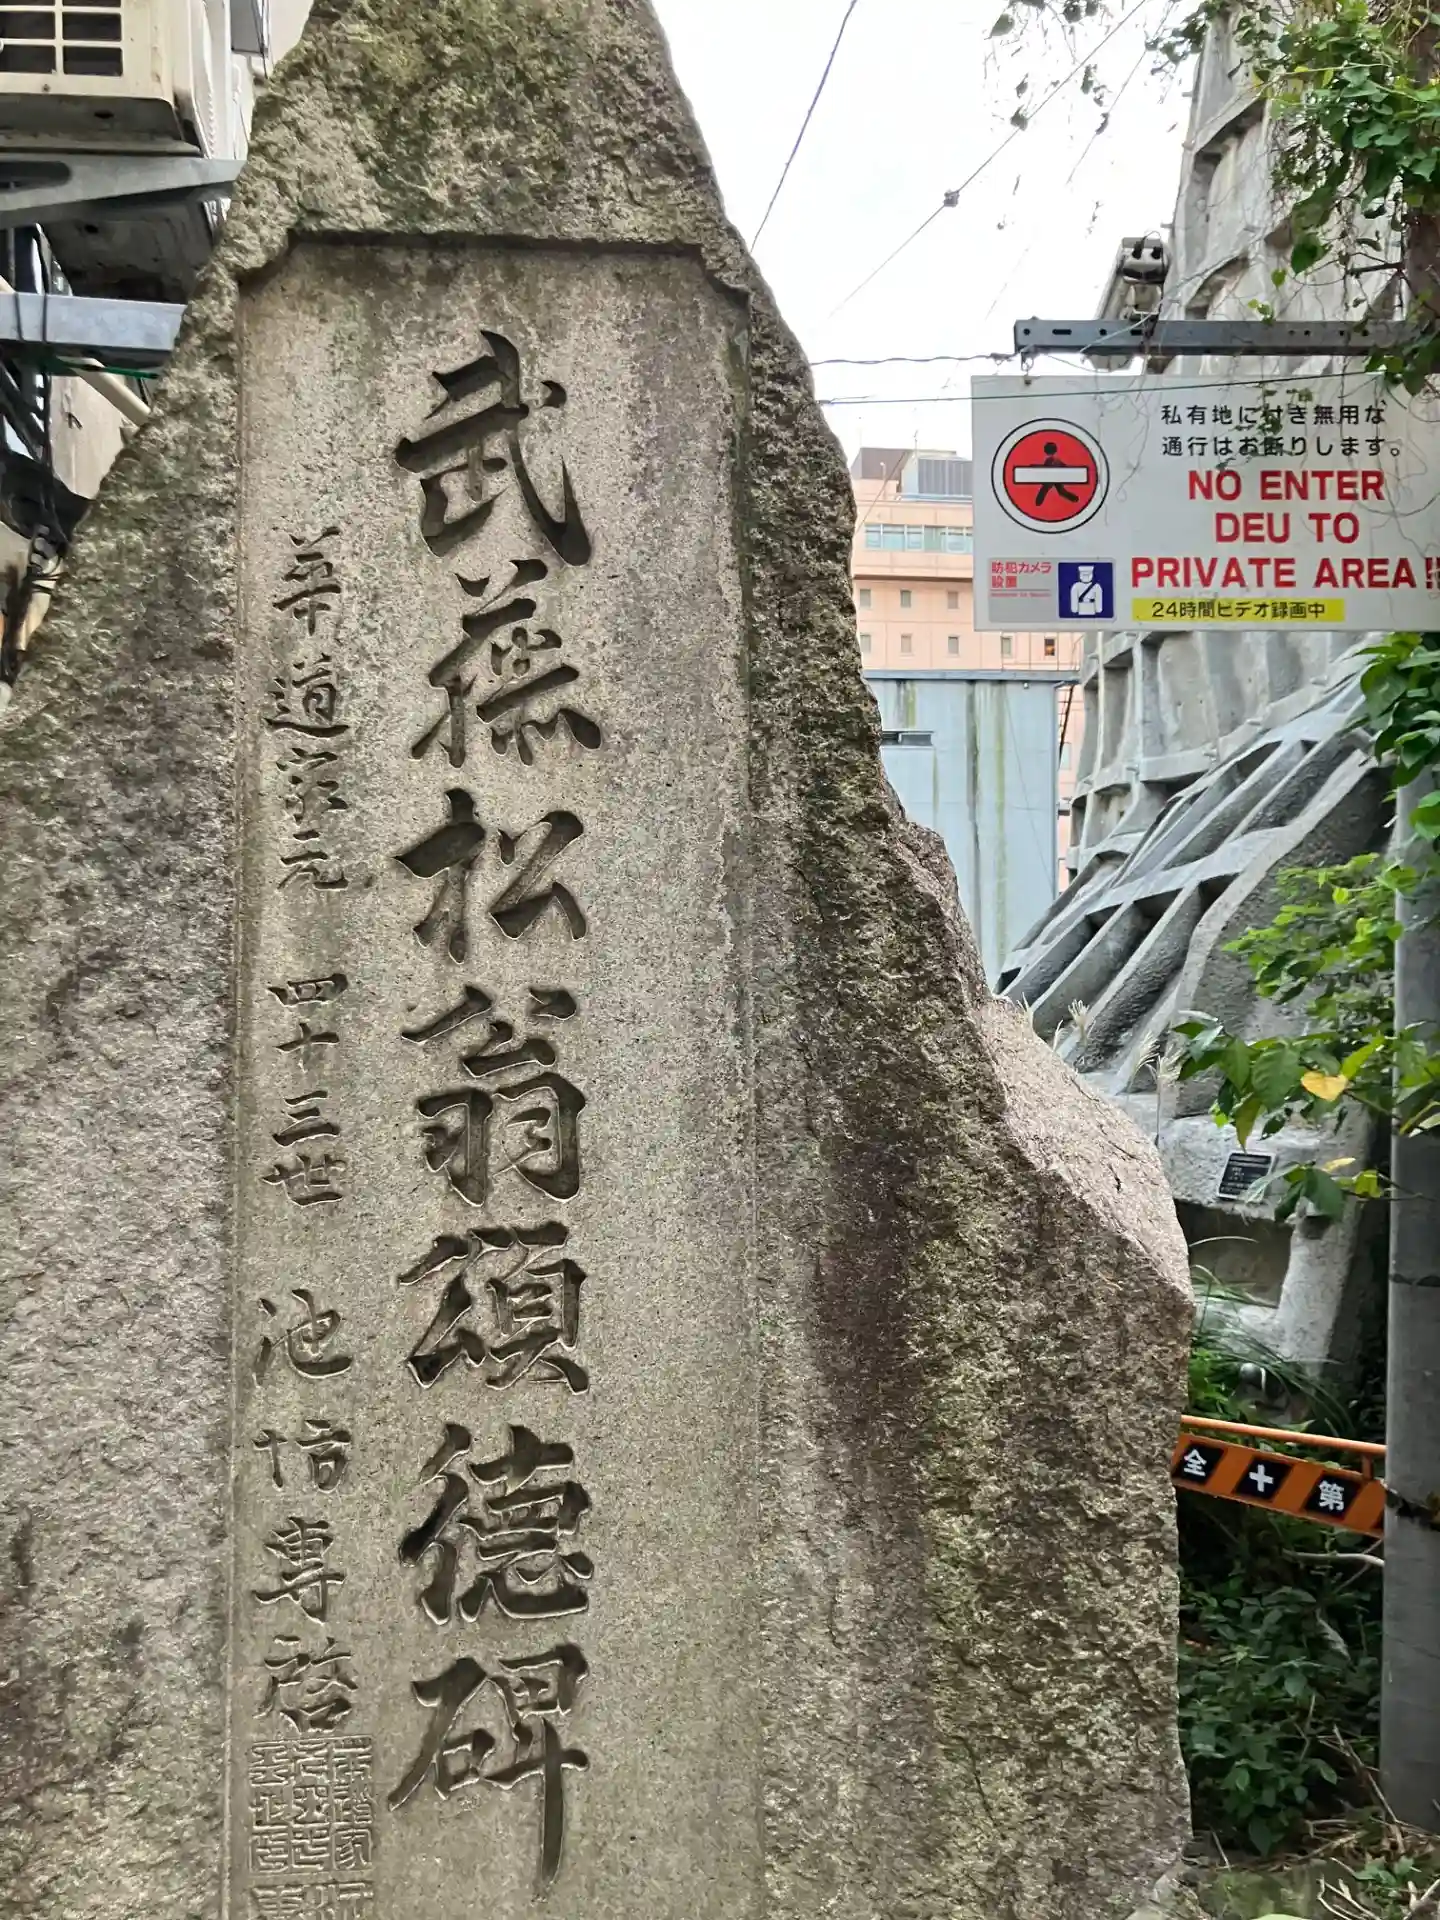 武藤松翁頌徳碑
華道家元 四十三世 池坊専啓
私有地に付き無用な
通行はお断りします。
NO ENTER
DEU TO
PRIVATE AREA!!
防犯カメラ
設置
24時間ビデオ録画中
全十第